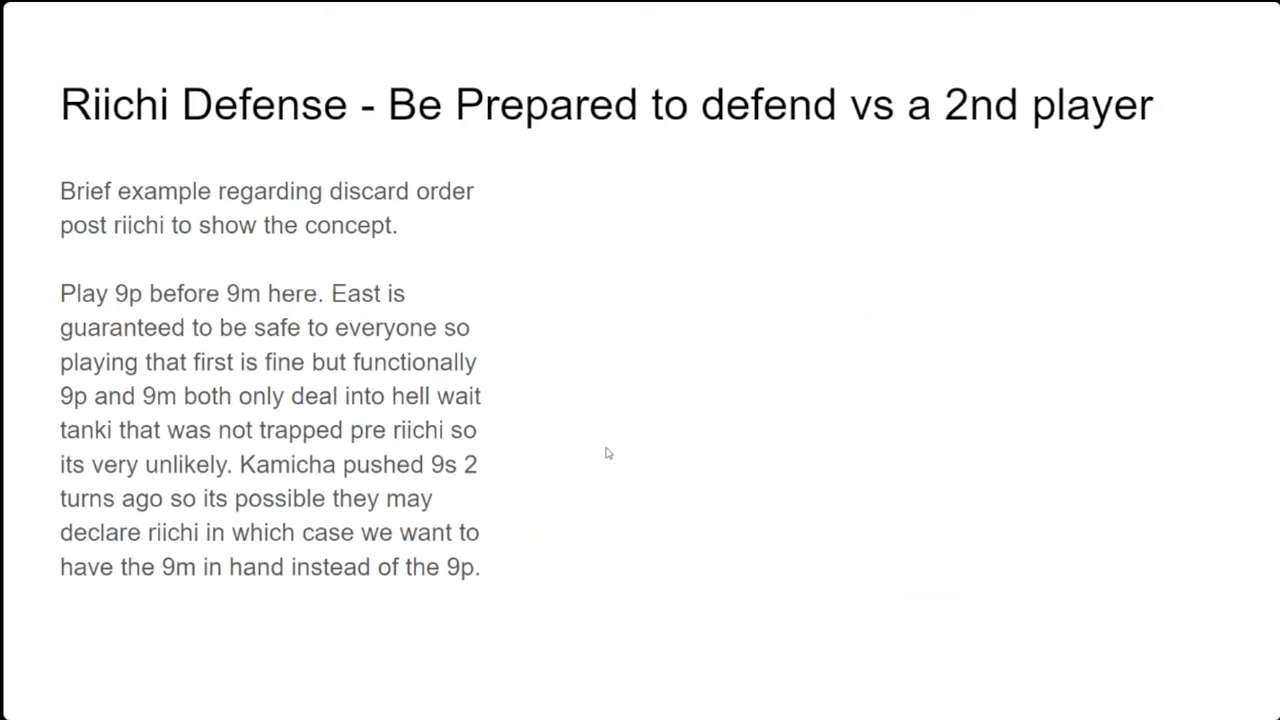 Riichi Defense - Be Prepared to defend vs a 2nd player
Brief example regarding discard order
post riichi to show the concept.
Play 9p before 9m here. East is
guaranteed to be safe to everyone so
playing that first is fine but functionally
9p and 9m both only deal into hell wait
tanki that was not trapped pre riichi so
its very unlikely. Kamicha pushed 9s 2
turns ago so its possible they may
declare riichi in which case we want to
have the 9m in hand instead of the 9p.